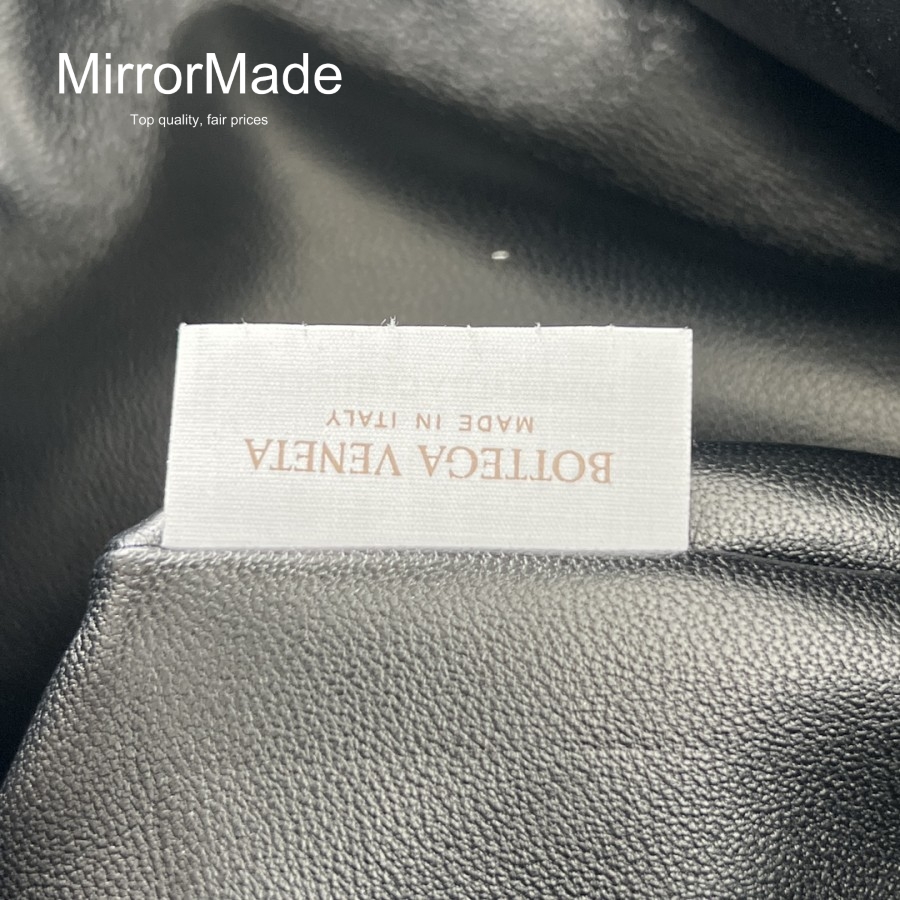 MirrorMade
Top quality, fair prices
BOTTEGA VENETA
MADE IN ITALY